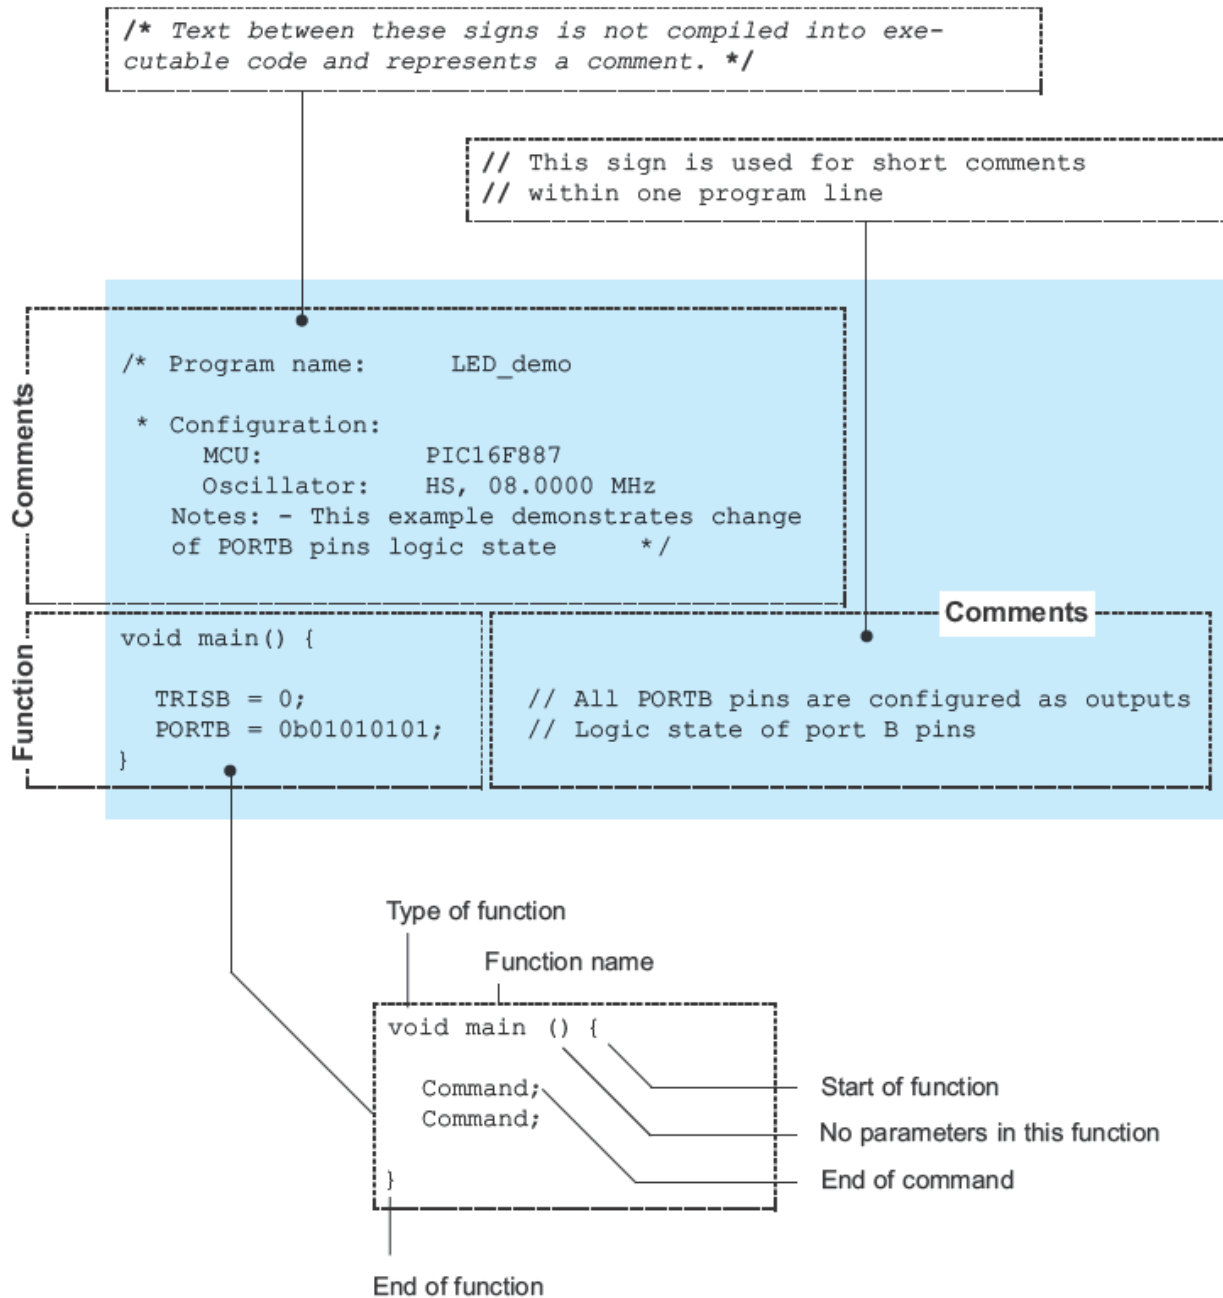 /* Text between these signs is not compiled into exe-
cutable code and represents a comment. */
// This sign is used for short comments
// within one program line
Comments
/* Program name: LED_demo
* Configuration:
MCU: PIC16F887
Oscillator: HS, 08.0000 MHz
Notes: - This example demonstrates change
of PORTB pins logic state */
Function
Comments
void main() {
TRISB = 0; // All PORTB pins are configured as outputs
PORTB = 0b01010101; // Logic state of port B pins
}
Type of function
Function name
void main () {
Command;
Command;
}
Start of function
No parameters in this function
End of command
End of function